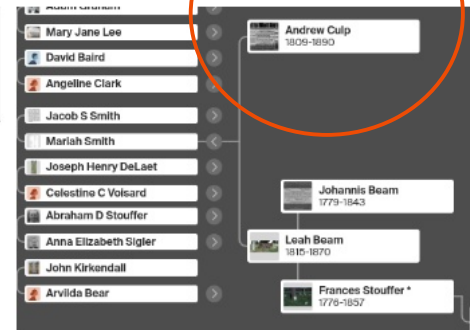 Adam Graham
Mary Jane Lee
David Baird
Angeline Clark
Jacob S Smith
Mariah Smith
Joseph Henry DeLaet
Celestine C Voisard
Abraham D Stouffer
Anna Elizabeth Sigler
John Kirkendall
Arvilda Bear
Andrew Culp
1809-1890
Johannis Beam
1779-1843
Leah Beam
1815-1870
Frances Stouffer *
1776-1857